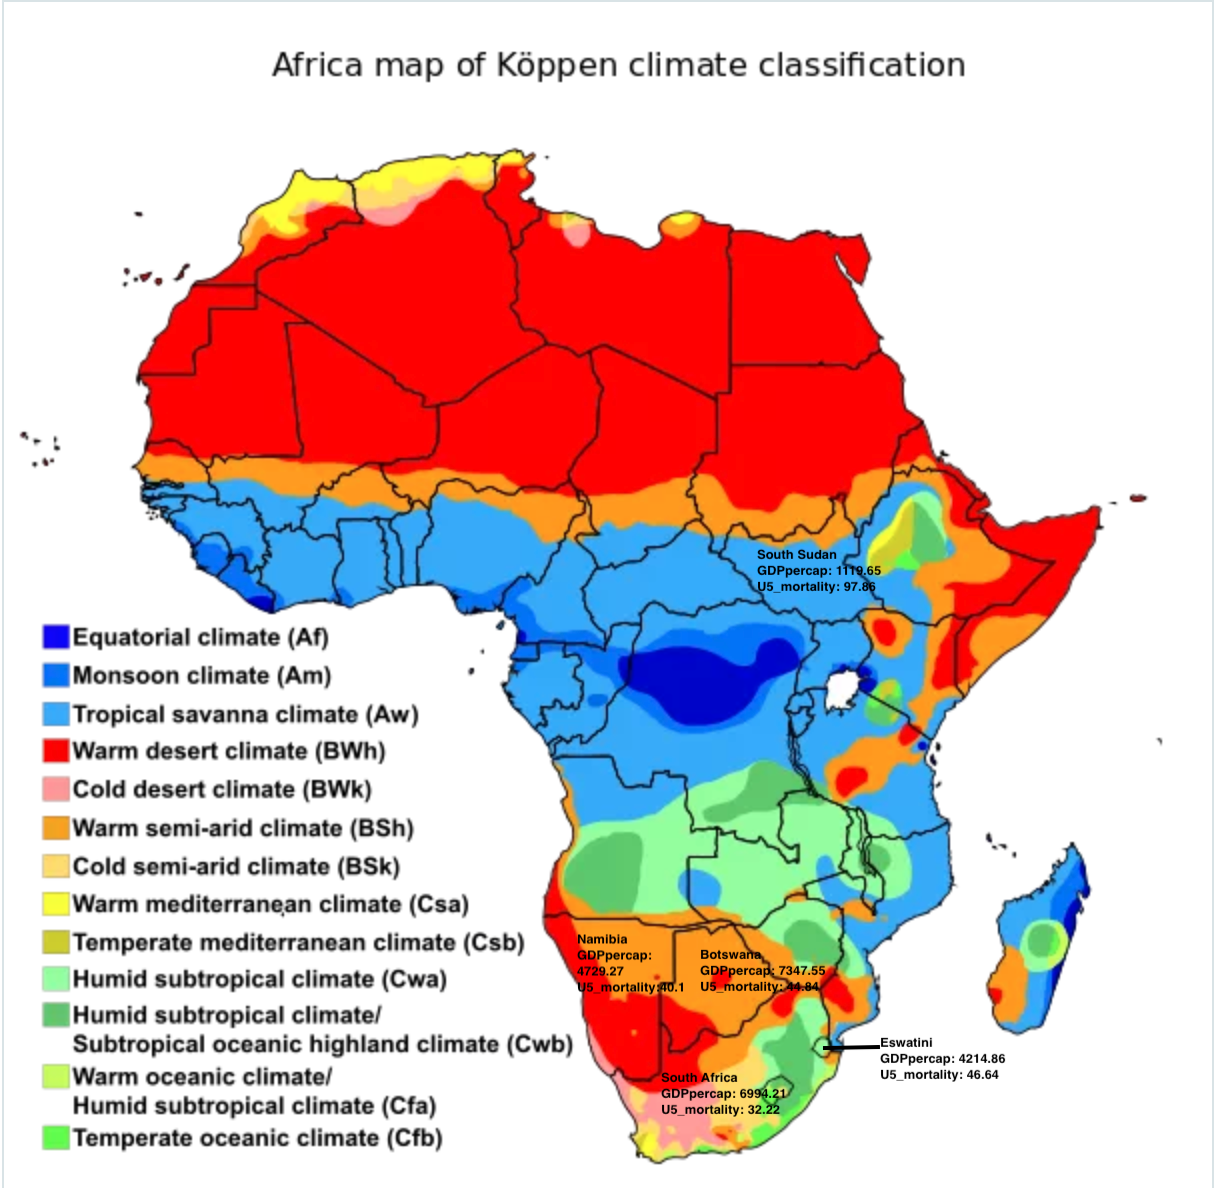 Africa map of Köppen climate classification
South Sudan
GDPpercap: 1119.65
U5_mortality: 97.86
Equatorial climate (Af)
Monsoon climate (Am)
Tropical savanna climate (Aw)
Warm desert climate (BWh)
Cold desert climate (BWk)
Warm semi-arid climate (BSh)
Cold semi-arid climate (BSk)
Warm mediterranean climate (Csa)
Temperate mediterranean climate (Csb)
Humid subtropical climate (Cwa)
Humid subtropical climate/
Subtropical oceanic highland climate (Cwb)
Warm oceanic climate/
Humid subtropical climate (Cfa)
Temperate oceanic climate (Cfb)
Namibia
GDPpercap:
4729.27
U5_mortality:40.1
Botswana
GDPpercap: 7347.55
U5_mortality: 44.84
Eswatini
GDPpercap: 4214.86
U5_mortality: 46.64
South Africa
GDPpercap: 6994.21
U5_mortality: 32.22